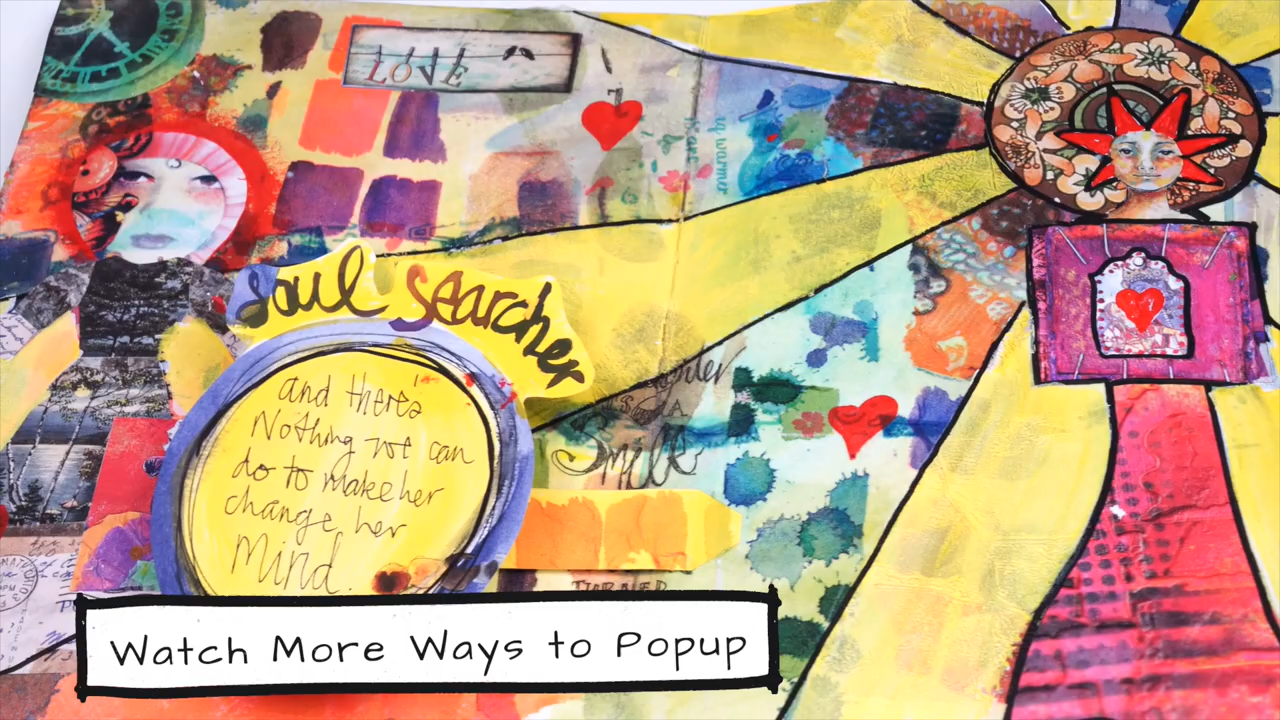 LOVE
soul searcher
and there's
Nothing we can
do to make her
change her
Mind.
Smile
Watch More Ways to Popup